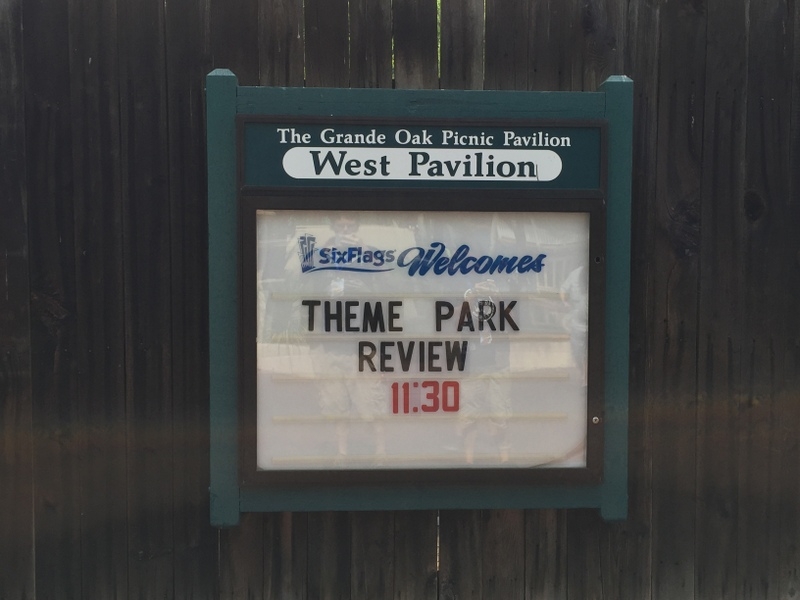 The Grande Oak Picnic Pavilion
West Pavilion
SixFlags Welcomes
THEME PARK
REVIEW
11:30